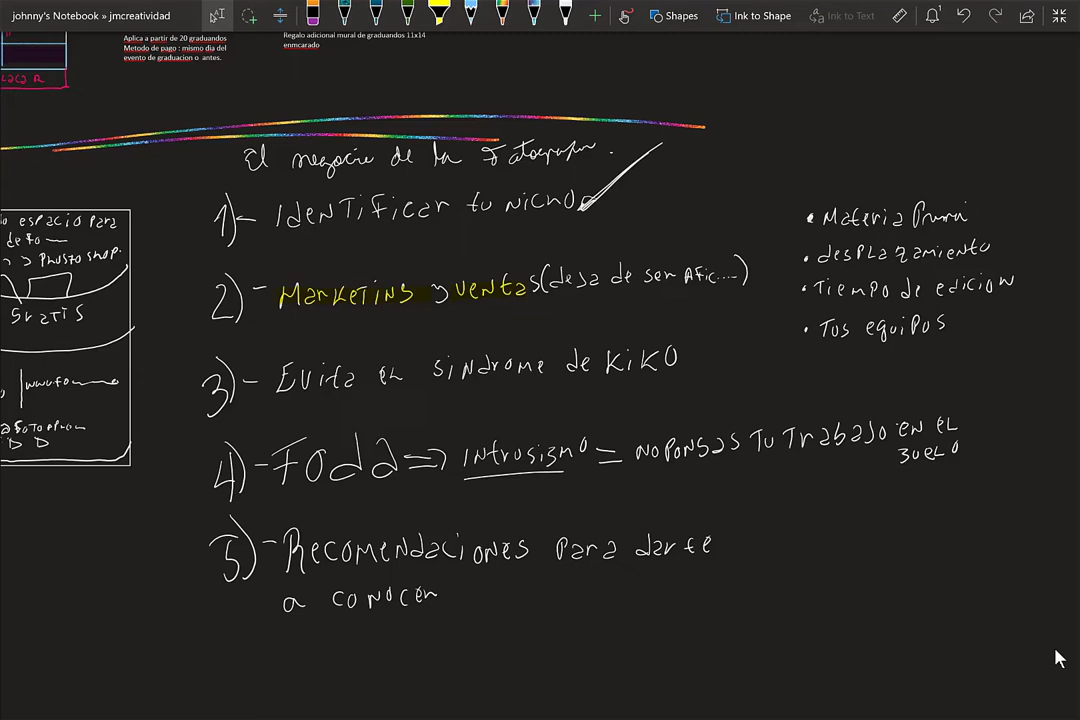 johnny's Notebook » jmcreatividad
Shapes
Ink to Shape
Ink to Text
Aplica a partir de 20 graduandos
Metodo de pago : mismo dia del
evento de graduacion o antes.
Regalo adicional mural de graduandos 11x14
enmcarado
El negocio de la Fotografia.
1)- Identificar tu nicho
2)- Marketing y ventas (deja de ser Afic....)
3)- Evita el sindrome de KIKO
4)- FODA => intrusismo = NO PONGAS TU TRABAJO EN EL
SUELO
5)- Recomendaciones para darte
a conocer
• Materia Prima
• desplazamiento
• Tiempo de edicion
• Tus equipos
espacio para
Photo shop.
Gratis